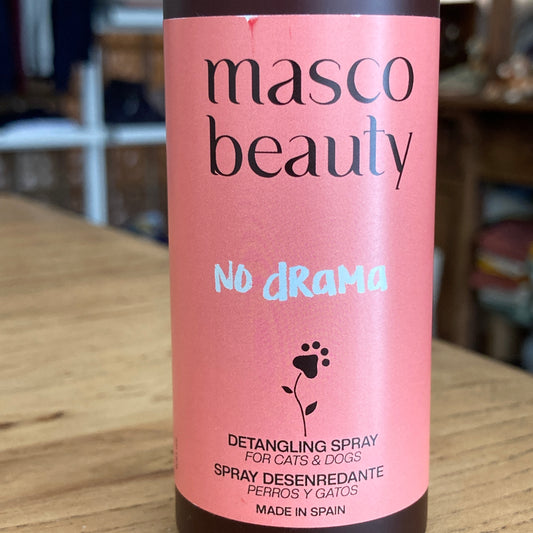 masco
beauty
No dRaMa
DETANGLING SPRAY
FOR CATS & DOGS
SPRAY DESENREDANTE
PERROS Y GATOS
MADE IN SPAIN